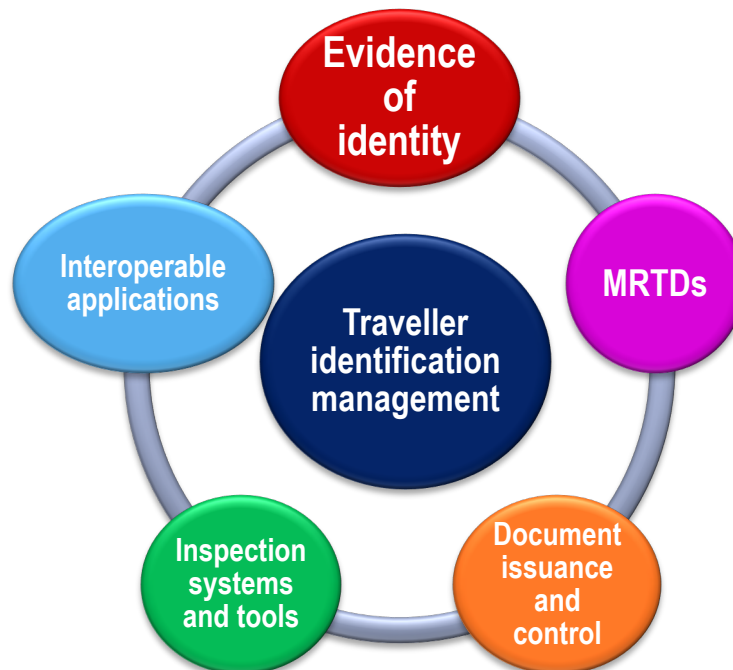 Evidence
of
identity
MRTDs
Document
issuance
and
control
Inspection
systems
and tools
Interoperable
applications
Traveller
identification
management